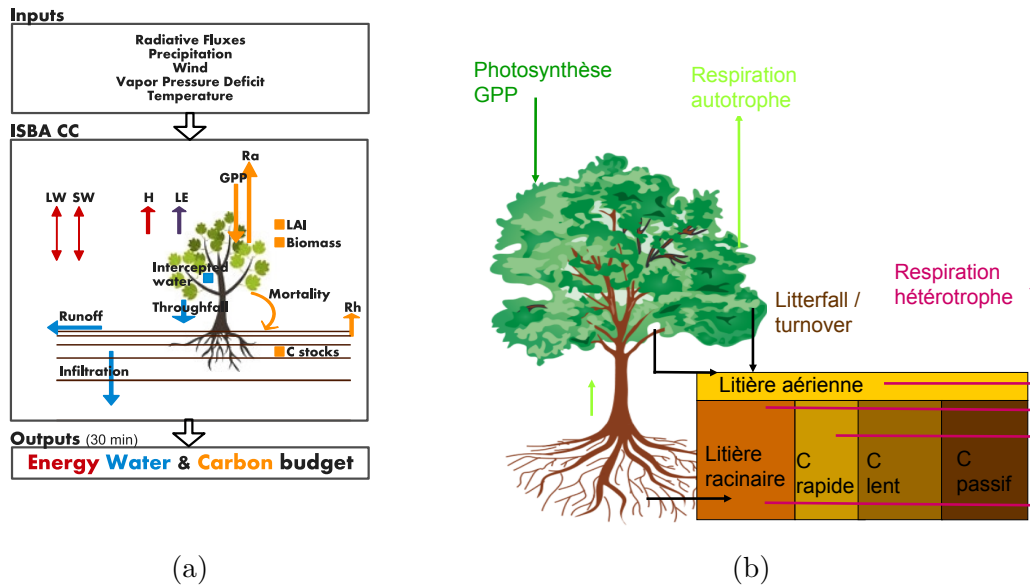 Inputs
Radiative Fluxes
Precipitation
Wind
Vapor Pressure Deficit
Temperature
ISBA CC
Ra
GPP
LW SW H LE
LAI
Biomass
Intercepted
water
Mortality
Throughfall
Rh
Runoff
C stocks
Infiltration
Outputs (30 min)
Energy Water & Carbon budget
(a)
Photosynthèse
GPP
Respiration
autotrophe
Respiration
hétérotrophe
Litterfall /
turnover
Litière aérienne
Litière
racinaire
C
rapide
C
lent
C
passif
(b)